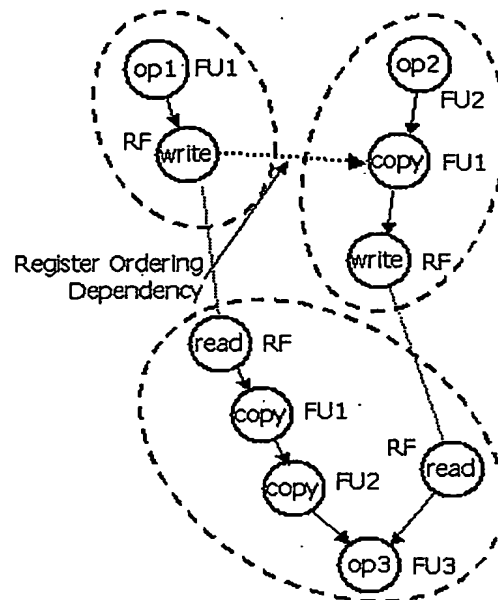 op1 FU1
op2
FU2
RF write
copy FU1
write RF
Register Ordering
Dependency
read RF
copy FU1
RF
read
copy FU2
op3 FU3